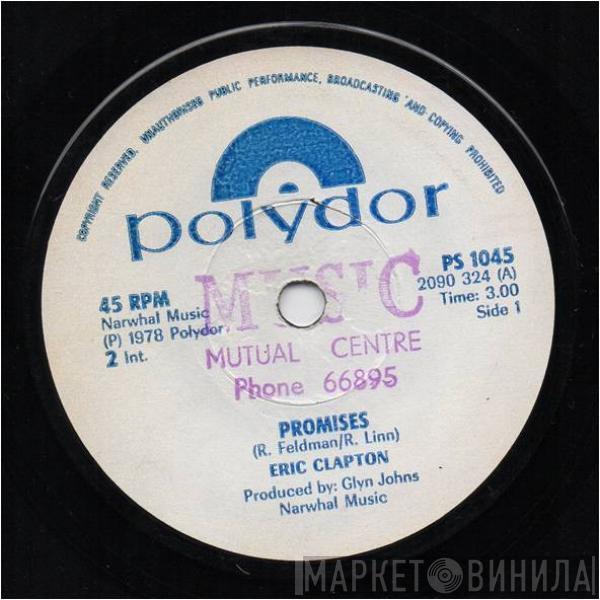 COPYRIGHT RESERVED, UNAUTHORISED PUBLIC PERFORMANCE, BROADCASTING AND COPYING PROHIBITED
polydor
MUSIC
MUTUAL CENTRE
Phone 66895
45 RPM
Narwhal Music
(P) 1978 Polydor
2 Int.
PS 1045
2090 324 (A)
Time: 3.00
Side 1
PROMISES
(R. Feldman/R. Linn)
ERIC CLAPTON
Produced by: Glyn Johns
Narwhal Music
МАРКЕТ ВИНИЛА